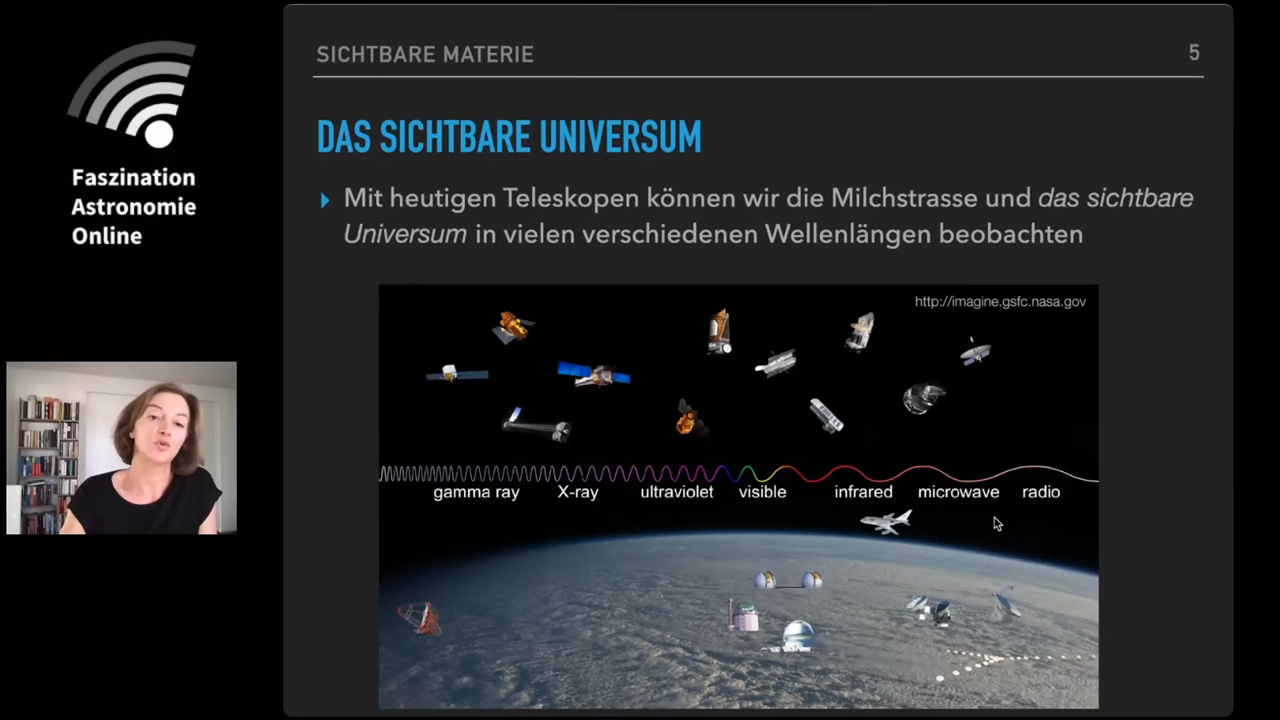 Faszination
Astronomie
Online
SICHTBARE MATERIE
5
DAS SICHTBARE UNIVERSUM
Mit heutigen Teleskopen können wir die Milchstrasse und das sichtbare
Universum in vielen verschiedenen Wellenlängen beobachten
http://imagine.gsfc.nasa.gov
gamma ray X-ray ultraviolet visible infrared microwave radio